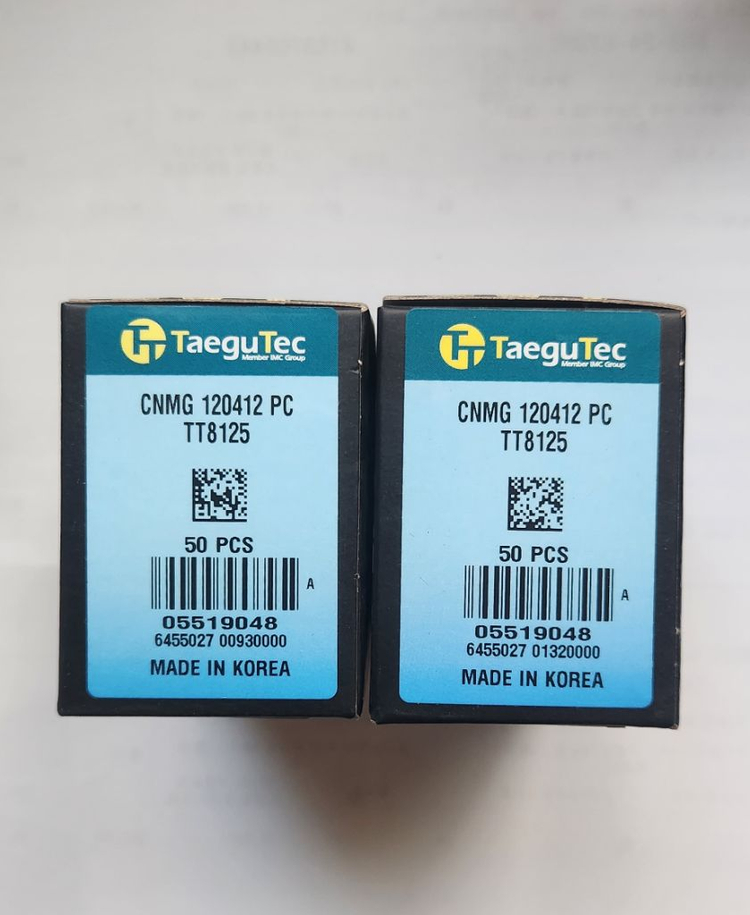 TaeguTec
Member IMC Group
CNMG 120412 PC
TT8125
50 PCS
A
05519048
6455027 00930000
MADE IN KOREA
TaeguTec
Member IMC Group
CNMG 120412 PC
TT8125
50 PCS
A
05519048
6455027 01320000
MADE IN KOREA